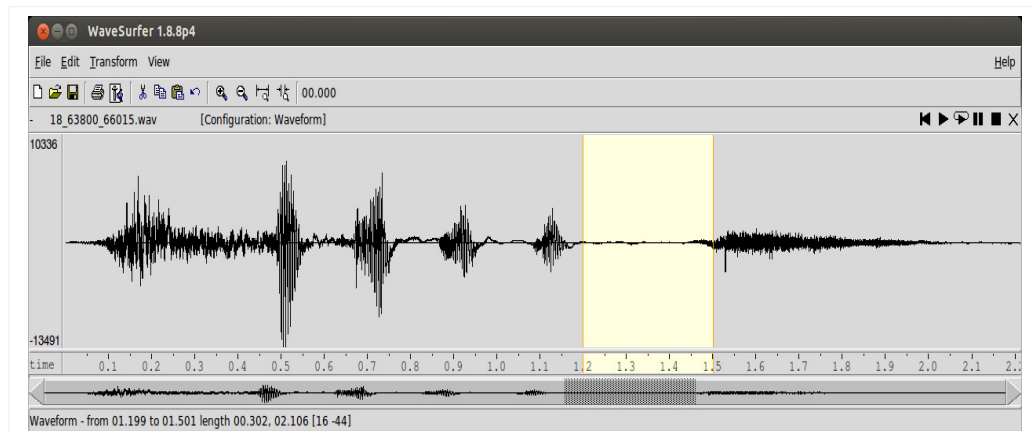 WaveSurfer 1.8.8p4
File Edit Transform View Help
00.000
- 18_63800_66015.wav [Configuration: Waveform]
10336
-13491
time 0.1 0.2 0.3 0.4 0.5 0.6 0.7 0.8 0.9 1.0 1.1 1.2 1.3 1.4 1.5 1.6 1.7 1.8 1.9 2.0 2.1
Waveform - from 01.199 to 01.501 length 00.302, 02.106 [16 -44]